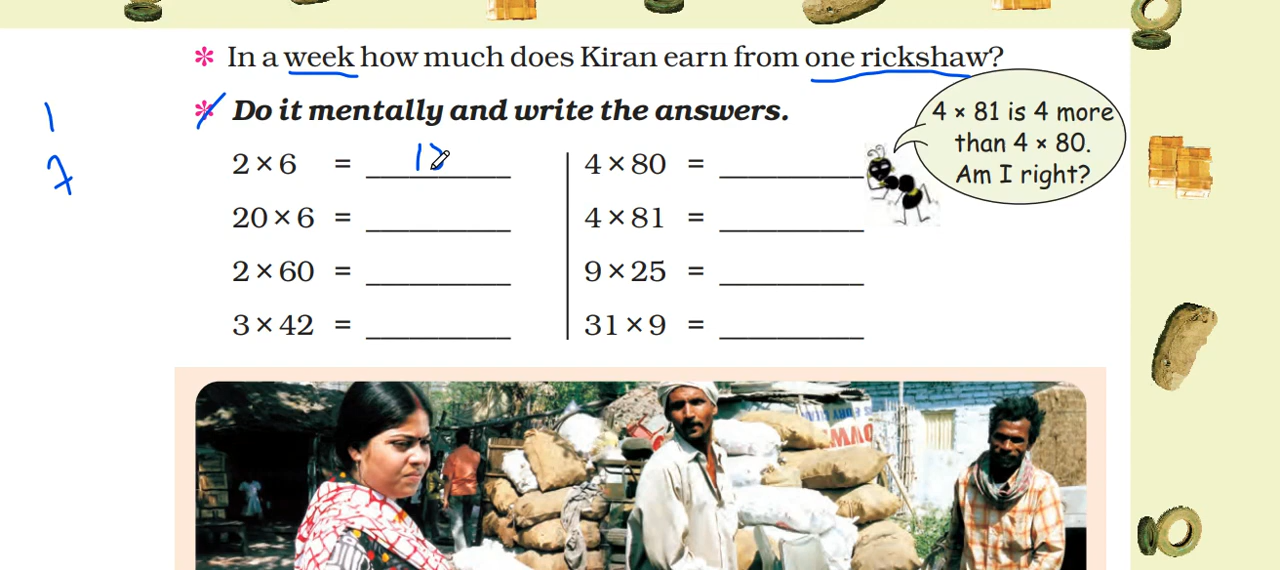 * In a week how much does Kiran earn from one rickshaw?
* Do it mentally and write the answers.
1
7
2 × 6 = 12
20 × 6 =
2 × 60 =
3 × 42 =
4 × 80 =
4 × 81 =
9 × 25 =
31 × 9 =
4 × 81 is 4 more
than 4 × 80.
Am I right?